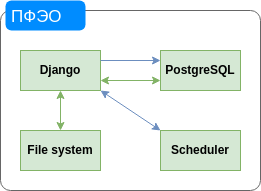 ПФЭО
Django
PostgreSQL
File system
Scheduler